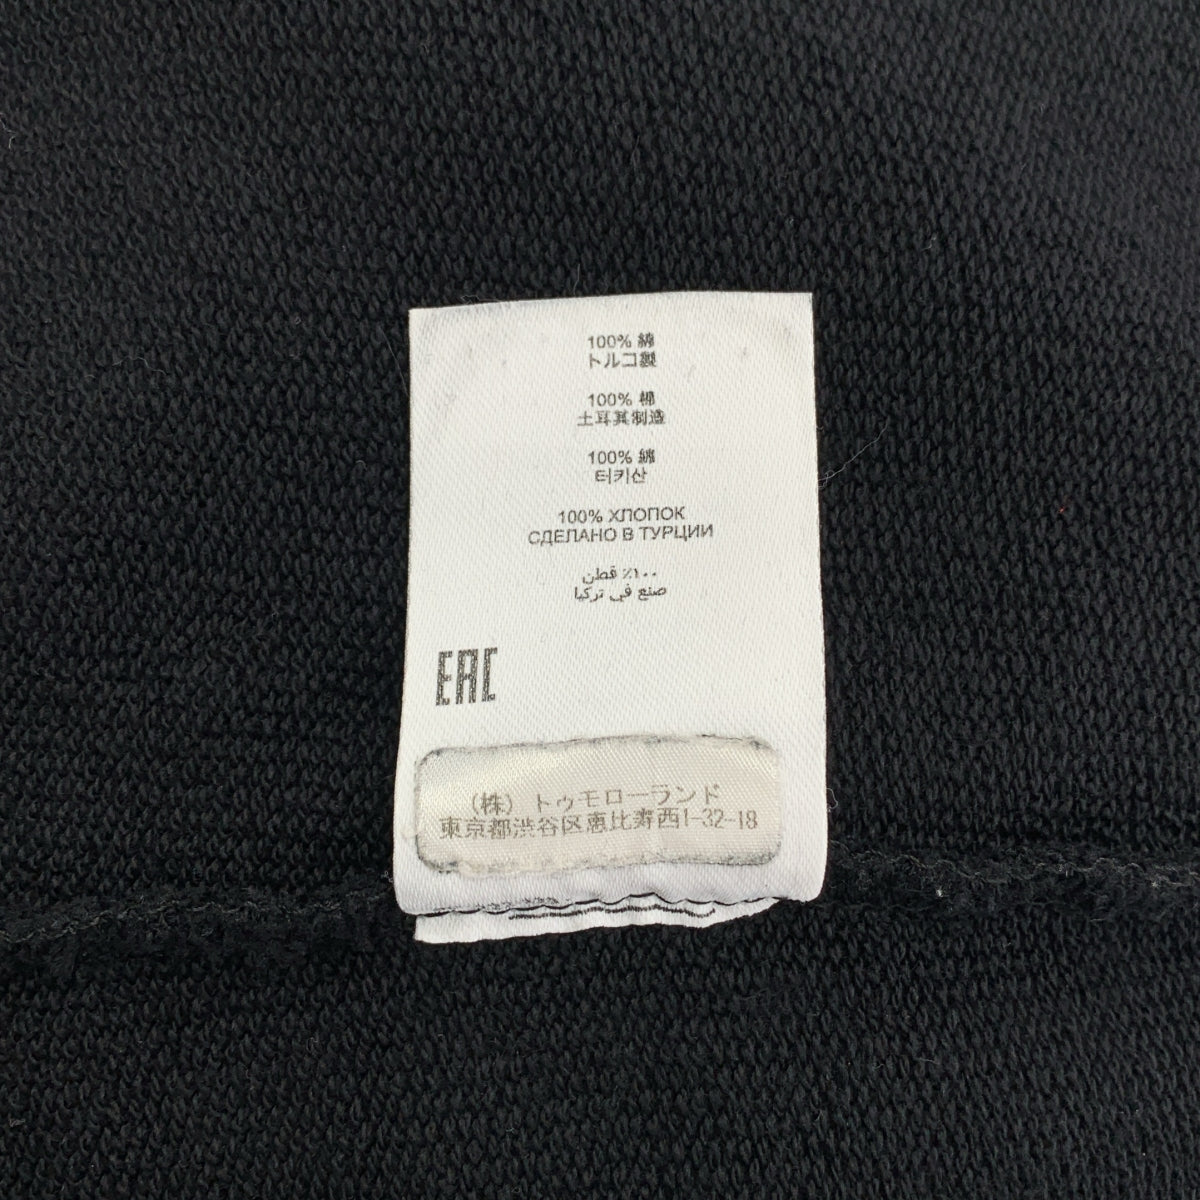 100% 綿
トルコ製
100% 棉
土耳其制造
100% 綿
터키산
100% ХЛОПОК
СДЕЛАНО В ТУРЦИИ
٪١٠٠ قطن
صنع في تركيا
EAC
（株）トゥモローランド
東京都渋谷区恵比寿西1-32-18